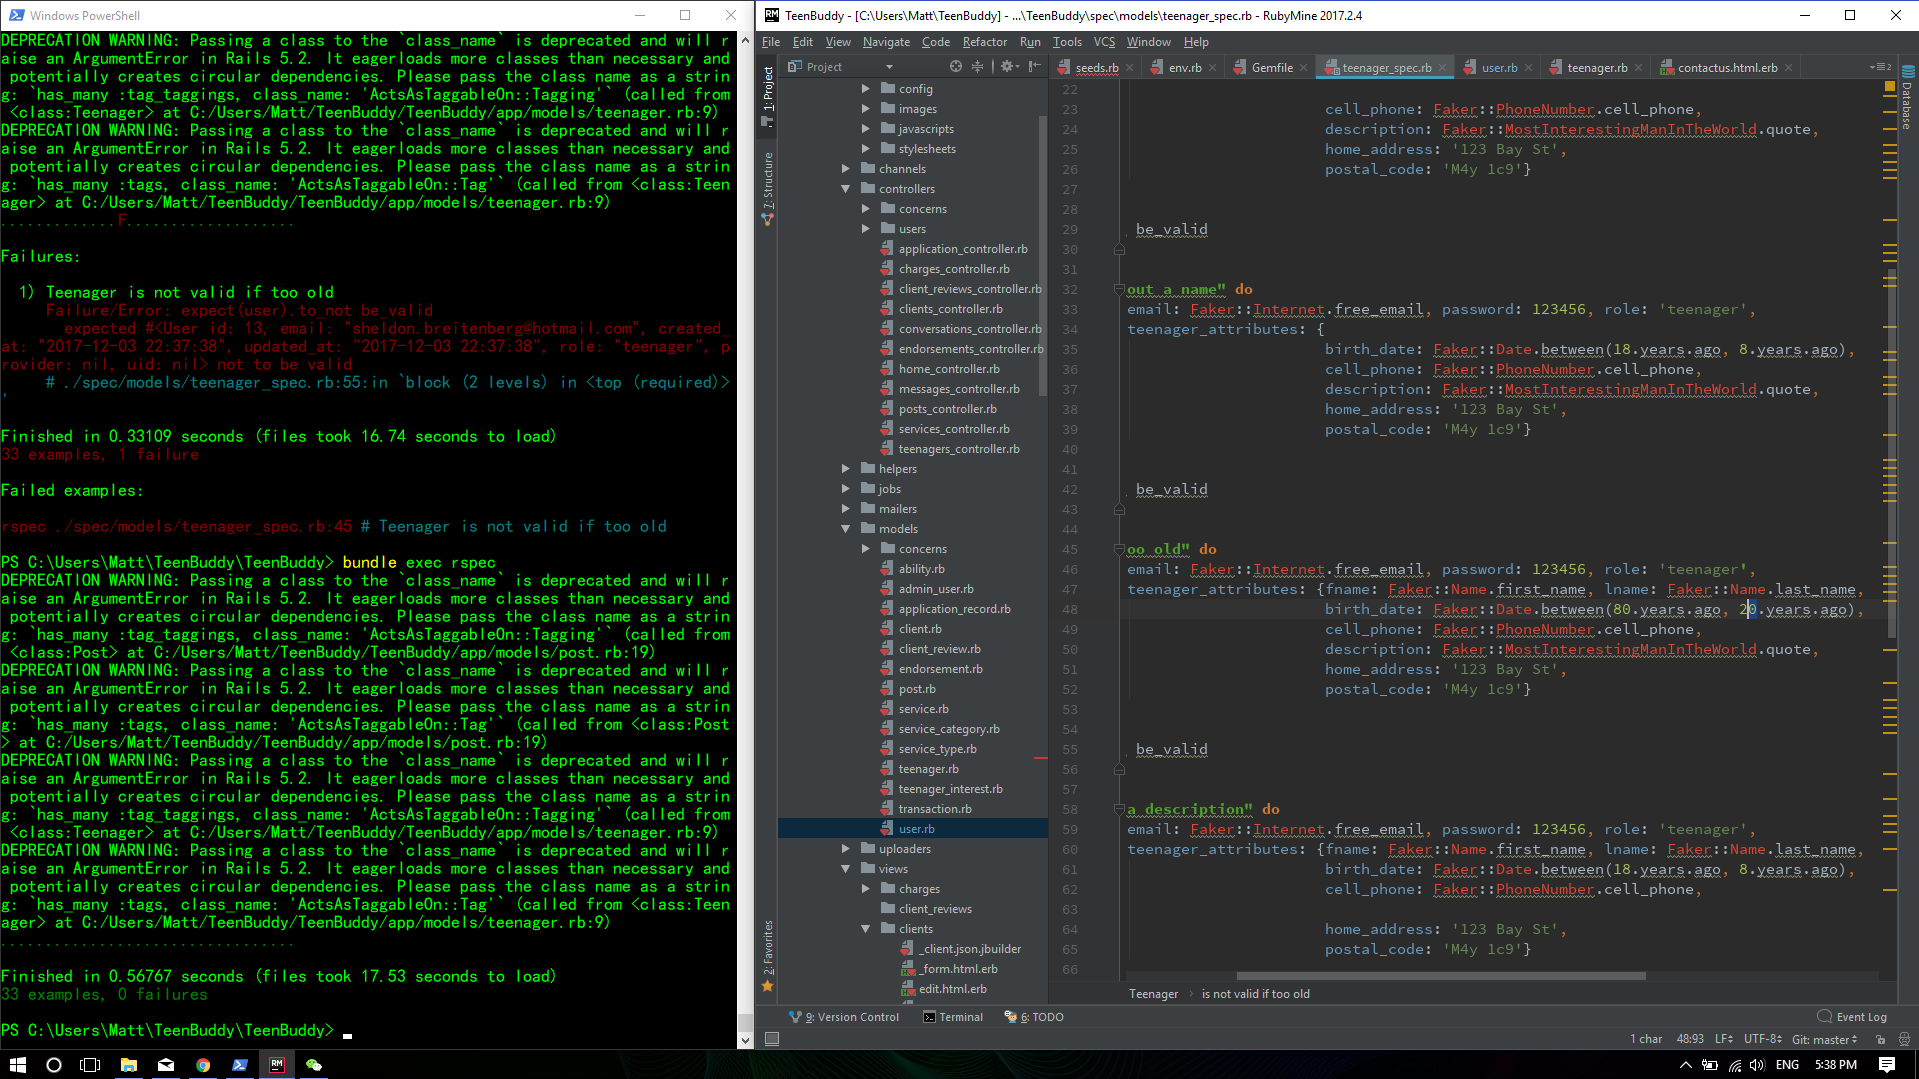 Windows PowerShell
DEPRECATION WARNING: Passing a class to the `class_name` is deprecated and will r
aise an ArgumentError in Rails 5.2. It eagerloads more classes than necessary and
 potentially creates circular dependencies. Please pass the class name as a strin
g: `has_many :tag_taggings, class_name: 'ActsAsTaggableOn::Tagging'` (called from
 <class:Teenager> at C:/Users/Matt/TeenBuddy/TeenBuddy/app/models/teenager.rb:9)
DEPRECATION WARNING: Passing a class to the `class_name` is deprecated and will r
aise an ArgumentError in Rails 5.2. It eagerloads more classes than necessary and
 potentially creates circular dependencies. Please pass the class name as a strin
g: `has_many :tags, class_name: 'ActsAsTaggableOn::Tag'` (called from <class:Teen
ager> at C:/Users/Matt/TeenBuddy/TeenBuddy/app/models/teenager.rb:9)
.............F...................
Failures:
1) Teenager is not valid if too old
Failure/Error: expect(user).to_not be_valid
expected #<User id: 13, email: "sheldon.breitenberg@hotmail.com", created_
at: "2017-12-03 22:37:38", updated_at: "2017-12-03 22:37:38", role: "teenager", p
rovider: nil, uid: nil> not to be valid
# ./spec/models/teenager_spec.rb:55:in `block (2 levels) in <top (required)>
'
Finished in 0.33109 seconds (files took 16.74 seconds to load)
33 examples, 1 failure
Failed examples:
rspec ./spec/models/teenager_spec.rb:45 # Teenager is not valid if too old
PS C:\Users\Matt\TeenBuddy\TeenBuddy> bundle exec rspec
DEPRECATION WARNING: Passing a class to the `class_name` is deprecated and will r
aise an ArgumentError in Rails 5.2. It eagerloads more classes than necessary and
 potentially creates circular dependencies. Please pass the class name as a strin
g: `has_many :tag_taggings, class_name: 'ActsAsTaggableOn::Tagging'` (called from
 <class:Post> at C:/Users/Matt/TeenBuddy/TeenBuddy/app/models/post.rb:19)
DEPRECATION WARNING: Passing a class to the `class_name` is deprecated and will r
aise an ArgumentError in Rails 5.2. It eagerloads more classes than necessary and
 potentially creates circular dependencies. Please pass the class name as a strin
g: `has_many :tags, class_name: 'ActsAsTaggableOn::Tag'` (called from <class:Post
> at C:/Users/Matt/TeenBuddy/TeenBuddy/app/models/post.rb:19)
DEPRECATION WARNING: Passing a class to the `class_name` is deprecated and will r
aise an ArgumentError in Rails 5.2. It eagerloads more classes than necessary and
 potentially creates circular dependencies. Please pass the class name as a strin
g: `has_many :tag_taggings, class_name: 'ActsAsTaggableOn::Tagging'` (called from
 <class:Teenager> at C:/Users/Matt/TeenBuddy/TeenBuddy/app/models/teenager.rb:9)
DEPRECATION WARNING: Passing a class to the `class_name` is deprecated and will r
aise an ArgumentError in Rails 5.2. It eagerloads more classes than necessary and
 potentially creates circular dependencies. Please pass the class name as a strin
g: `has_many :tags, class_name: 'ActsAsTaggableOn::Tag'` (called from <class:Teen
ager> at C:/Users/Matt/TeenBuddy/TeenBuddy/app/models/teenager.rb:9)
.................................
Finished in 0.56767 seconds (files took 17.53 seconds to load)
33 examples, 0 failures
PS C:\Users\Matt\TeenBuddy\TeenBuddy>
TeenBuddy - [C:\Users\Matt\TeenBuddy] - ...\TeenBuddy\spec\models\teenager_spec.rb - RubyMine 2017.2.4
File Edit View Navigate Code Refactor Run Tools VCS Window Help
1: Project
7: Structure
2: Favorites
Project
config
images
javascripts
stylesheets
channels
controllers
concerns
users
application_controller.rb
charges_controller.rb
client_reviews_controller.rb
clients_controller.rb
conversations_controller.rb
endorsements_controller.rb
home_controller.rb
messages_controller.rb
posts_controller.rb
services_controller.rb
teenagers_controller.rb
helpers
jobs
mailers
models
concerns
ability.rb
admin_user.rb
application_record.rb
client.rb
client_review.rb
endorsement.rb
post.rb
service.rb
service_category.rb
service_type.rb
teenager.rb
teenager_interest.rb
transaction.rb
user.rb
uploaders
views
charges
client_reviews
clients
_client.json.jbuilder
_form.html.erb
edit.html.erb
seeds.rb env.rb Gemfile teenager_spec.rb user.rb teenager.rb contactus.html.erb
2
Database
22
23 cell_phone: Faker::PhoneNumber.cell_phone,
24 description: Faker::MostInterestingManInTheWorld.quote,
25 home_address: '123 Bay St',
26 postal_code: 'M4y 1c9'}
27
28
29 be_valid
30
31
32 out a name" do
33 email: Faker::Internet.free_email, password: 123456, role: 'teenager',
34 teenager_attributes: {
35 birth_date: Faker::Date.between(18.years.ago, 8.years.ago),
36 cell_phone: Faker::PhoneNumber.cell_phone,
37 description: Faker::MostInterestingManInTheWorld.quote,
38 home_address: '123 Bay St',
39 postal_code: 'M4y 1c9'}
40
41
42 be_valid
43
44
45 oo old" do
46 email: Faker::Internet.free_email, password: 123456, role: 'teenager',
47 teenager_attributes: {fname: Faker::Name.first_name, lname: Faker::Name.last_name,
48 birth_date: Faker::Date.between(80.years.ago, 20.years.ago),
49 cell_phone: Faker::PhoneNumber.cell_phone,
50 description: Faker::MostInterestingManInTheWorld.quote,
51 home_address: '123 Bay St',
52 postal_code: 'M4y 1c9'}
53
54
55 be_valid
56
57
58 a description" do
59 email: Faker::Internet.free_email, password: 123456, role: 'teenager',
60 teenager_attributes: {fname: Faker::Name.first_name, lname: Faker::Name.last_name,
61 birth_date: Faker::Date.between(18.years.ago, 8.years.ago),
62 cell_phone: Faker::PhoneNumber.cell_phone,
63
64 home_address: '123 Bay St',
65 postal_code: 'M4y 1c9'}
66
Teenager › is not valid if too old
9: Version Control Terminal 6: TODO Event Log
1 char 48:93 LF UTF-8 Git: master
RM
ENG 5:38 PM